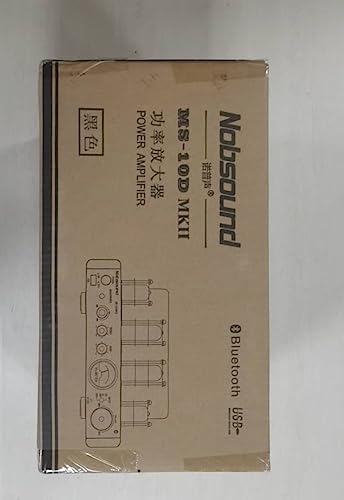 Nobsound
诺普声®
MS-10D MKII
功率放大器
POWER AMPLIFIER
黑色
Bluetooth
USB